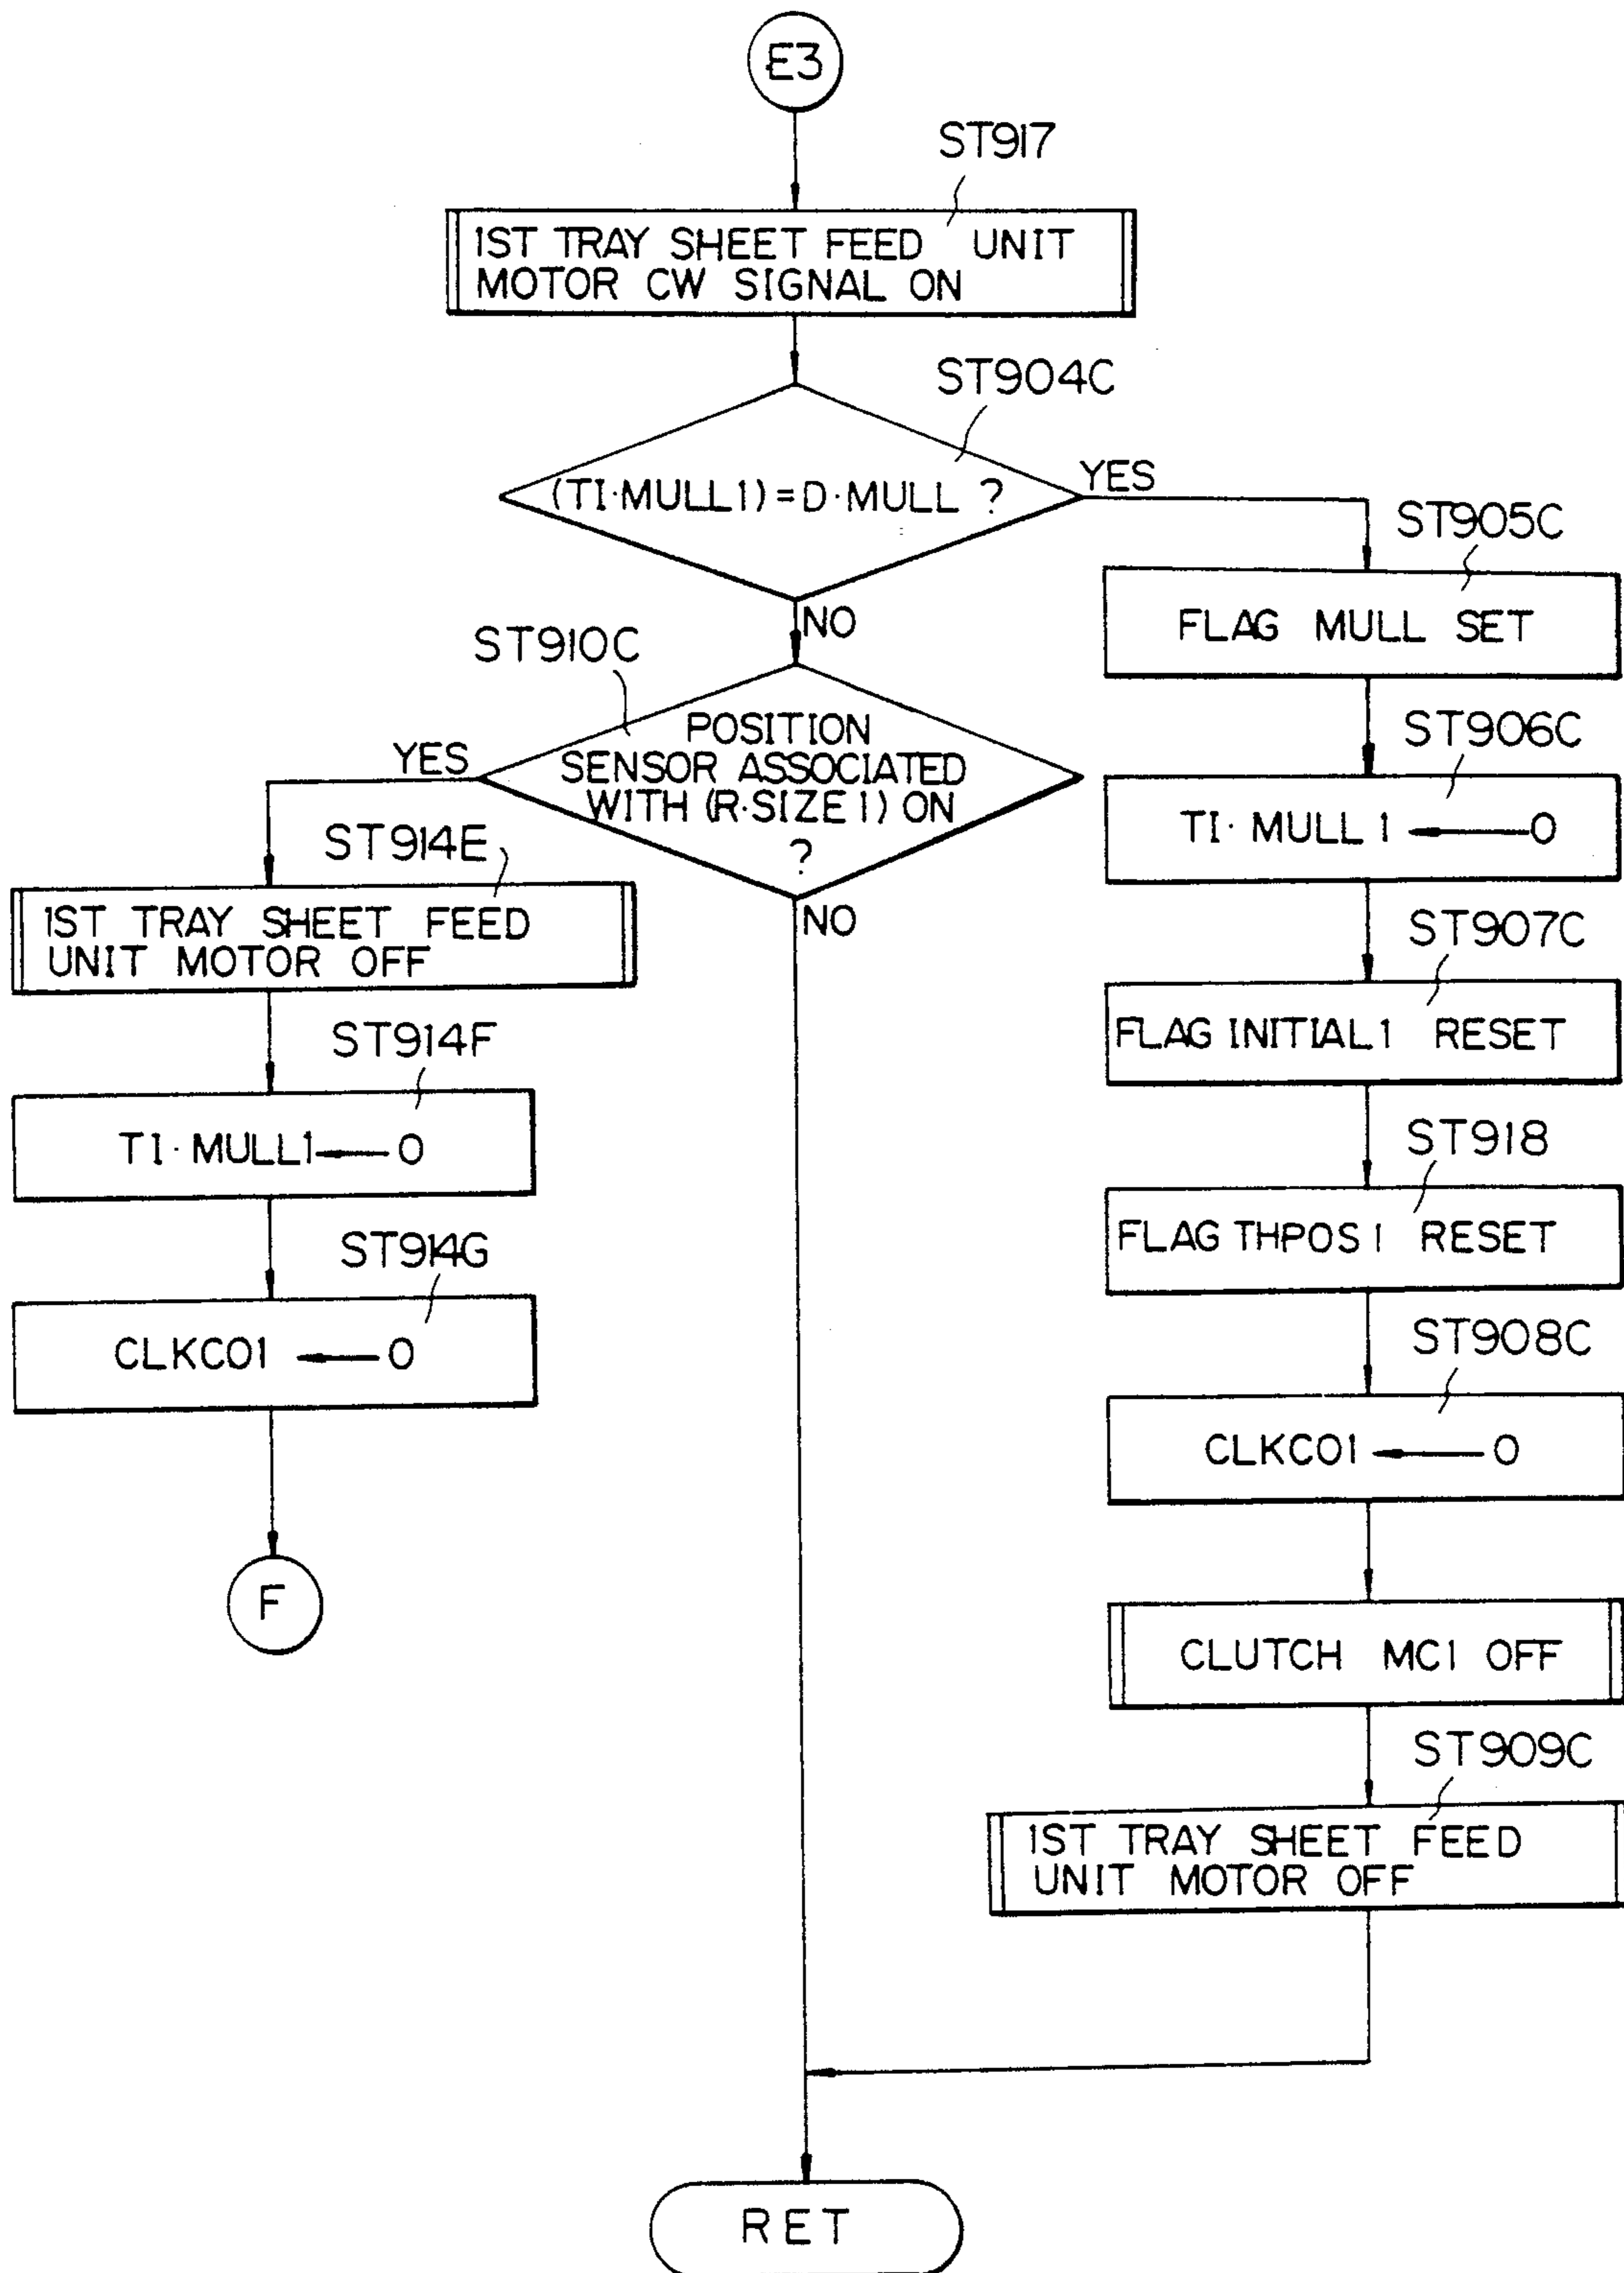 E3
ST917
1ST TRAY SHEET FEED UNIT
MOTOR CW SIGNAL ON
ST904C
(TI·MULL1)=D·MULL ?
YES
NO
ST905C
FLAG MULL SET
ST906C
TI·MULL1 ← 0
ST907C
FLAG INITIAL1 RESET
ST918
FLAG THPOS1 RESET
ST908C
CLKCO1 ← 0
CLUTCH MC1 OFF
ST909C
1ST TRAY SHEET FEED
UNIT MOTOR OFF
ST910C
POSITION
SENSOR ASSOCIATED
WITH (R·SIZE1) ON
?
YES
NO
ST914E
1ST TRAY SHEET FEED
UNIT MOTOR OFF
ST914F
TI·MULL1 ← 0
ST914G
CLKCO1 ← 0
F
RET